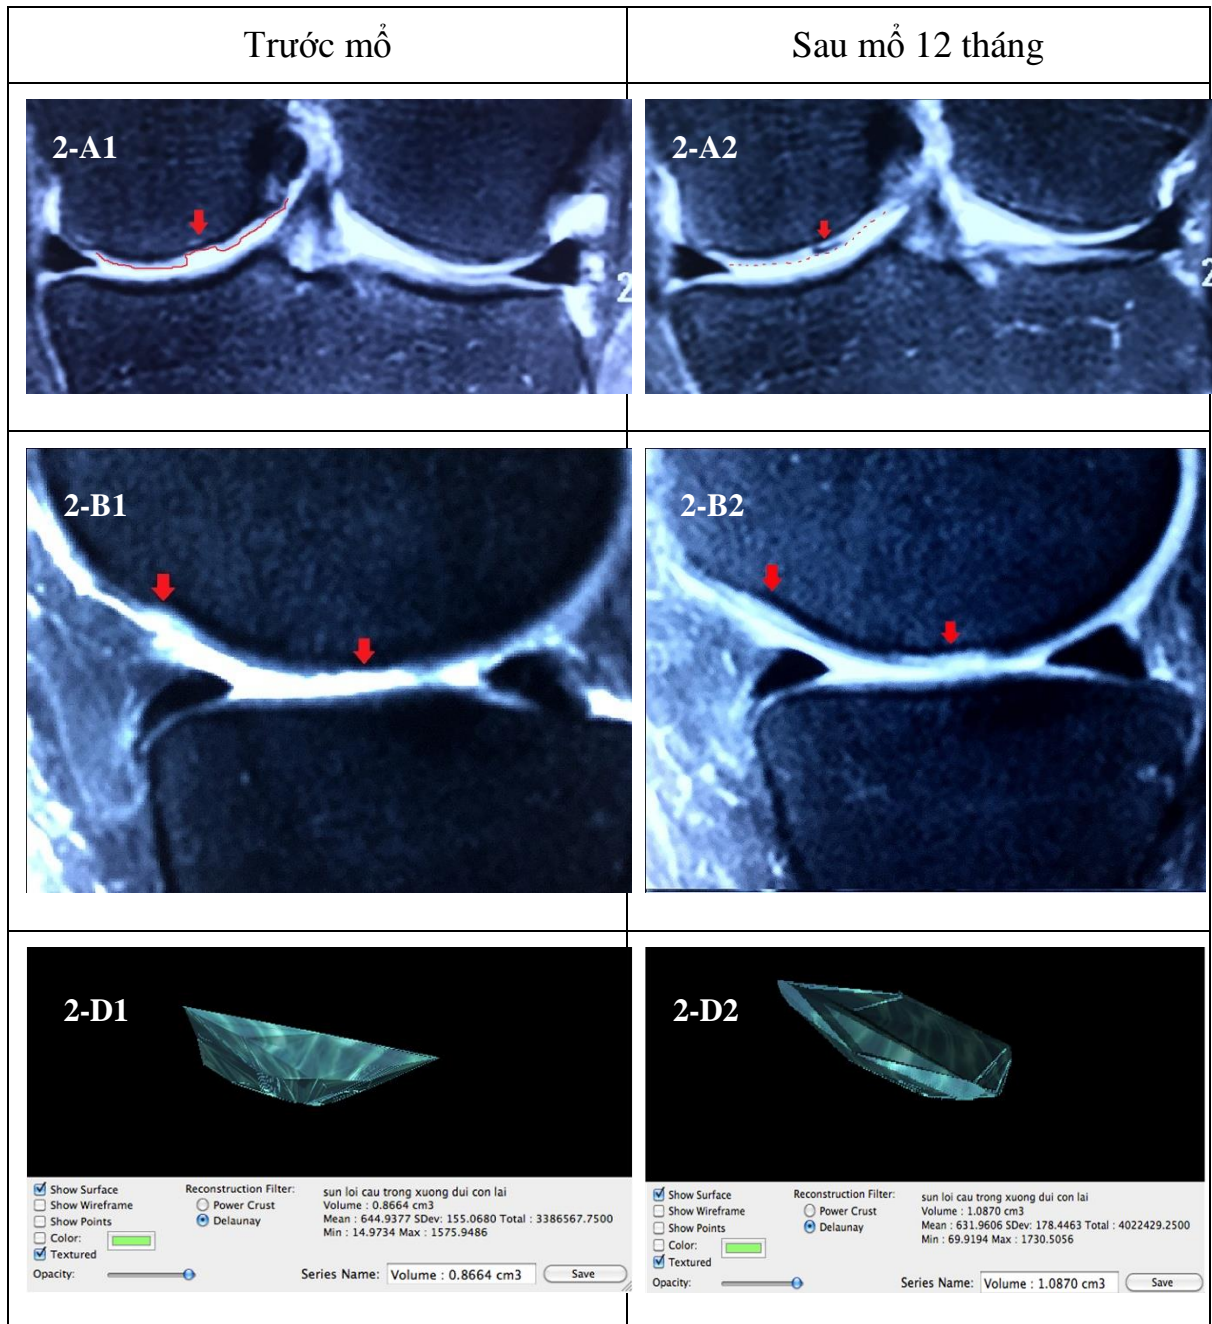 Trước mổ
Sau mổ 12 tháng
2-A1
2
2-A2
2
2-B1
2-B2
2-D1
Show Surface
Show Wireframe
Show Points
Color:
Textured
Opacity:
Reconstruction Filter:
Power Crust
Delaunay
sun loi cau trong xuong dui con lai
Volume : 0.8664 cm3
Mean : 644.9377 SDev: 155.0680 Total : 3386567.7500
Min : 14.9734 Max : 1575.9486
Series Name: Volume : 0.8664 cm3 Save
2-D2
Show Surface
Show Wireframe
Show Points
Color:
Textured
Opacity:
Reconstruction Filter:
Power Crust
Delaunay
sun loi cau trong xuong dui con lai
Volume : 1.0870 cm3
Mean : 631.9606 SDev: 178.4463 Total : 4022429.2500
Min : 69.9194 Max : 1730.5056
Series Name: Volume : 1.0870 cm3 Save